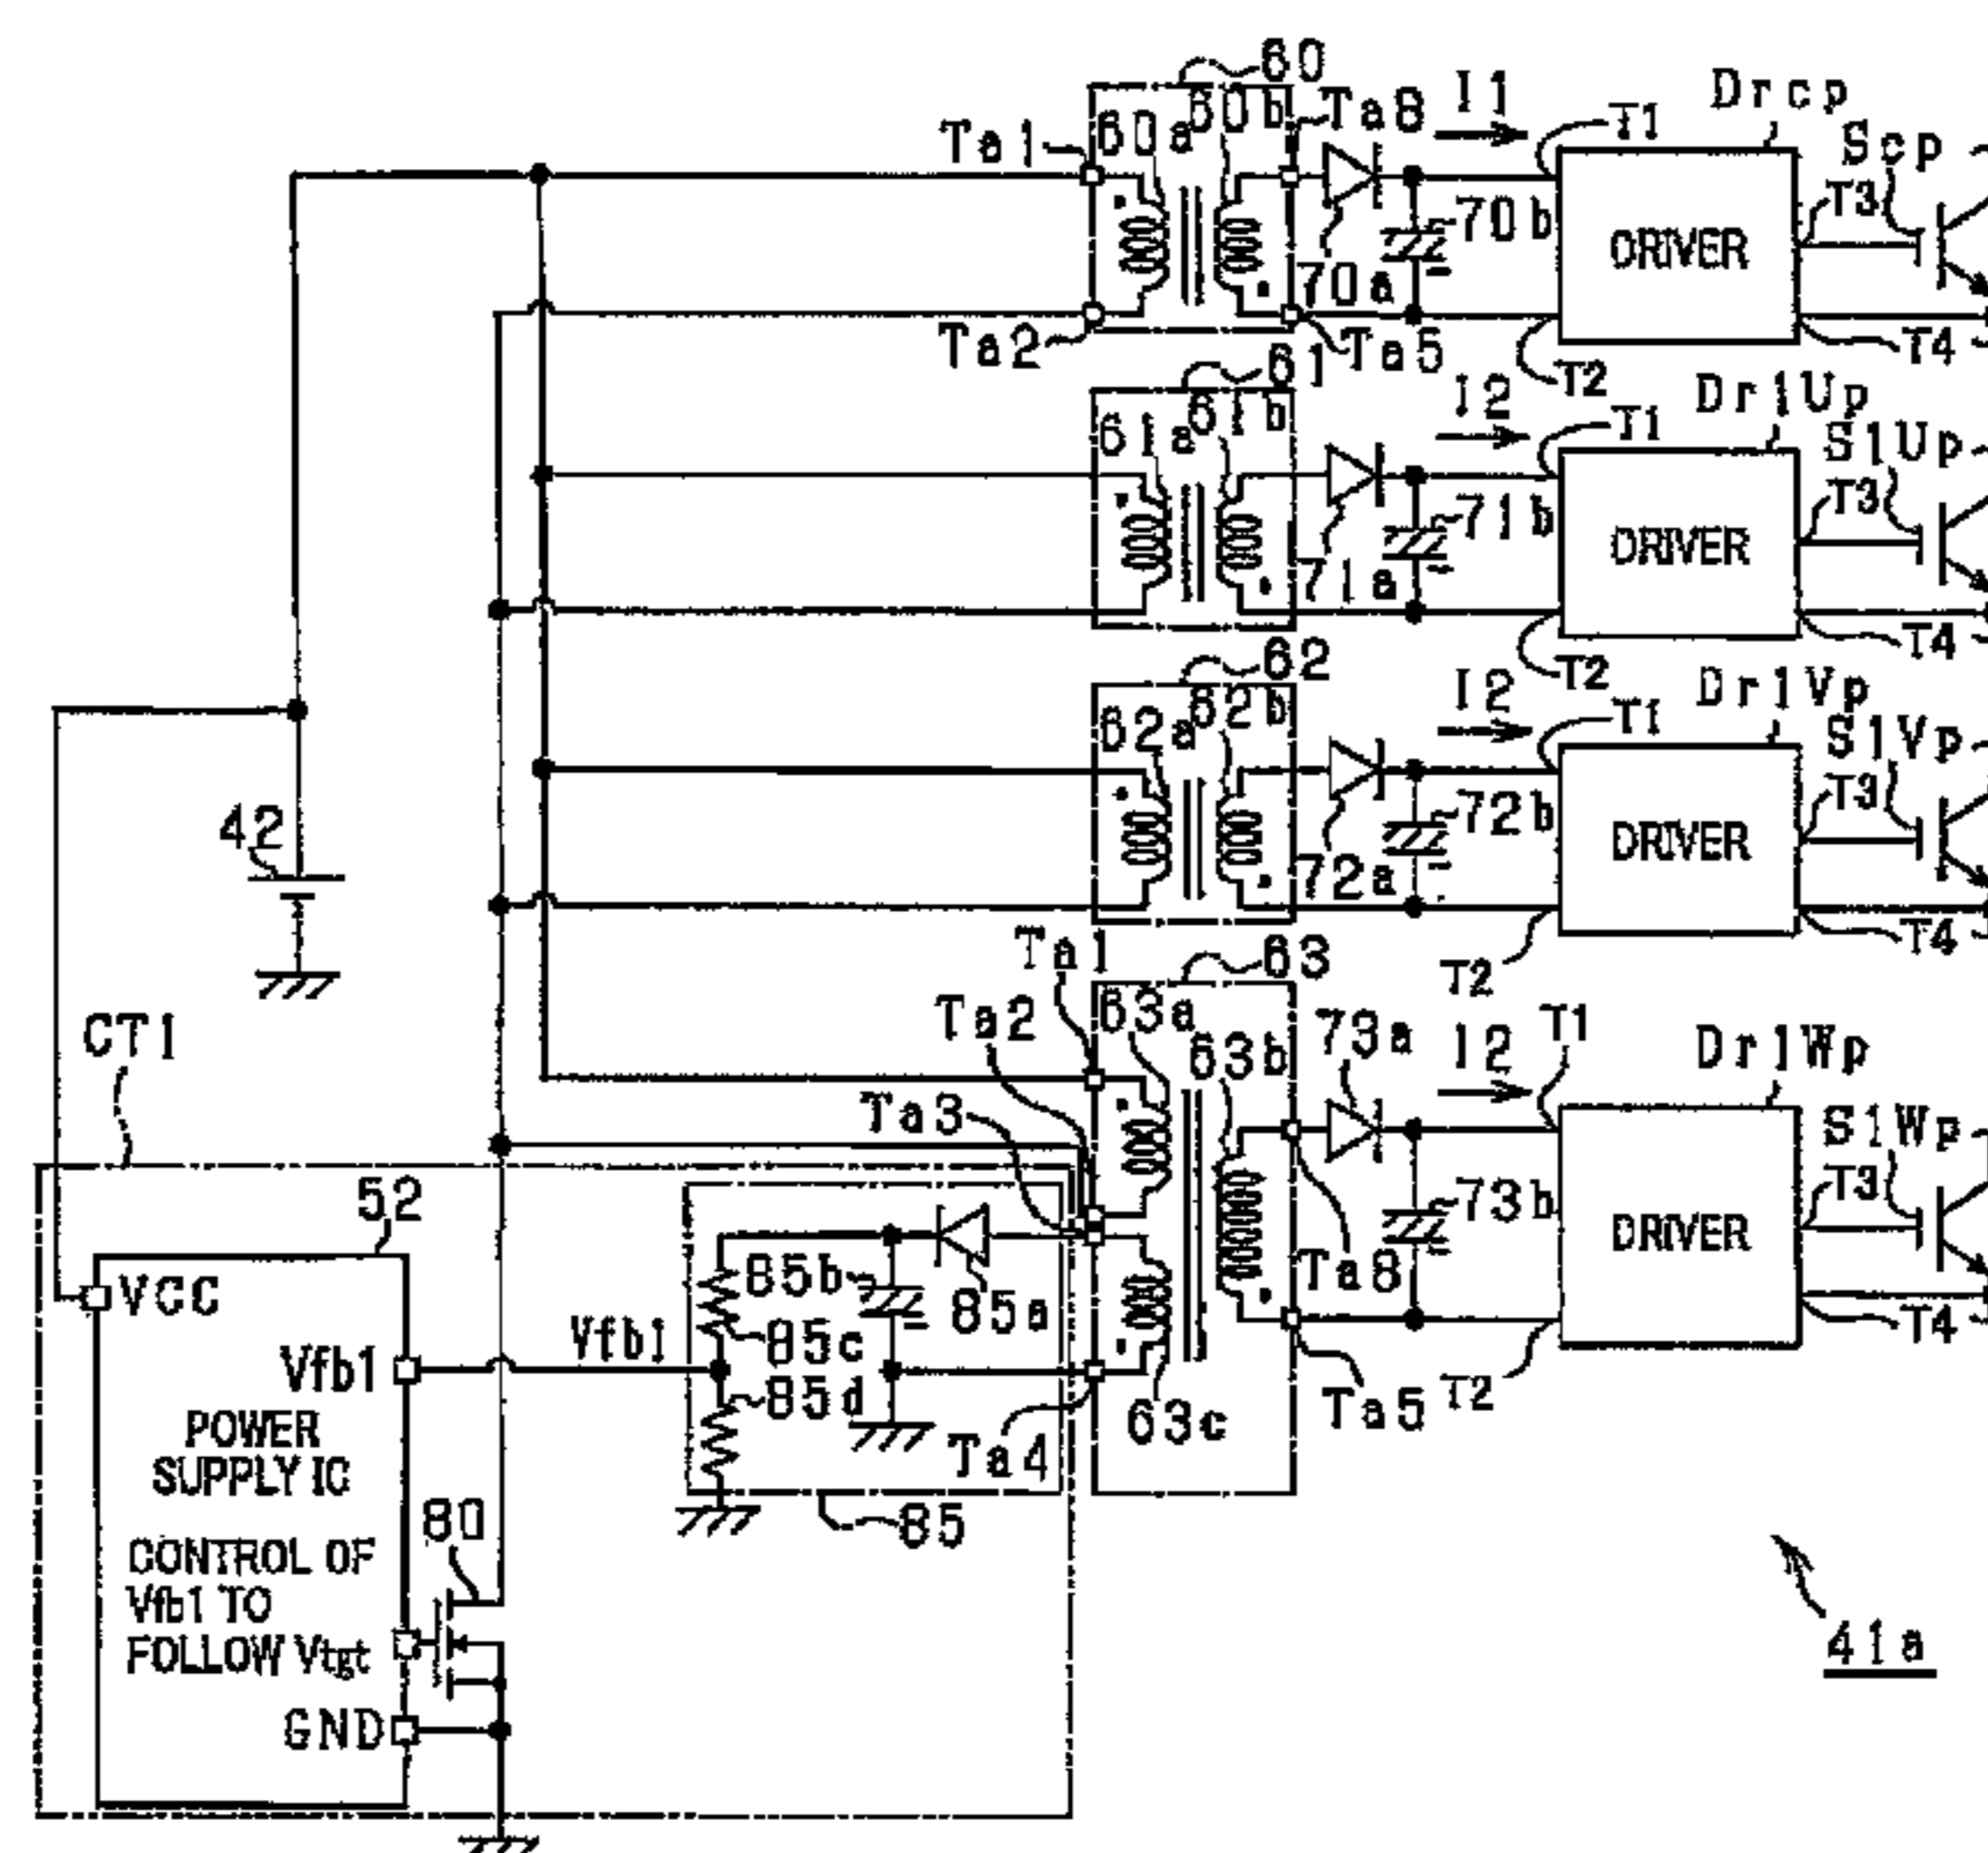 60
Ta1
60a
60b
Ta8
I1
T1
Drcp
Scp
70b
DRIVER
T3
70a
Ta2
Ta5
T2
T4
61
61a
61b
I2
T1
Dr1Up
S1Up
71b
DRIVER
T3
71a
T2
T4
62
62a
62b
I2
T1
Dr1Vp
S1Vp
72b
DRIVER
T3
72a
T2
T4
42
Ta1
63
Ta2
63a
63b
73a
I2
T1
Dr1Wp
CT1
Ta3
S1Wp
52
73b
DRIVER
T3
VCC
85b
85a
Ta8
T4
Vfb1
Vfb1
85c
85d
63c
Ta5
T2
Ta4
POWER
SUPPLY IC
80
85
CONTROL OF
Vfb1 TO
FOLLOW Vtgt
GND
41a